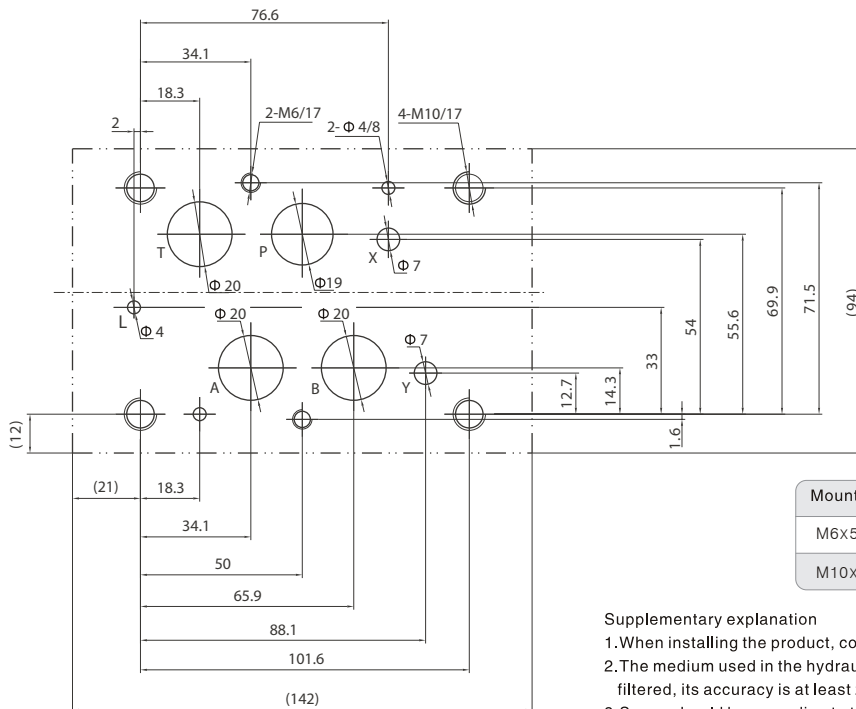 76.6
34.1
18.3
2
2-M6/17
2- Φ 4/8
4-M10/17
T
P
X
Φ 7
Φ 20
Φ19
L
Φ 4
Φ 20
Φ 20
Φ 7
A
B
Y
12.7
14.3
33
54
55.6
69.9
71.5
(94)
1.6
(12)
(21)
18.3
34.1
50
65.9
88.1
101.6
(142)
Mount
M6x5
M10x
Supplementary explanation
1.When installing the product, co
2.The medium used in the hydrau
filtered, its accuracy is at least